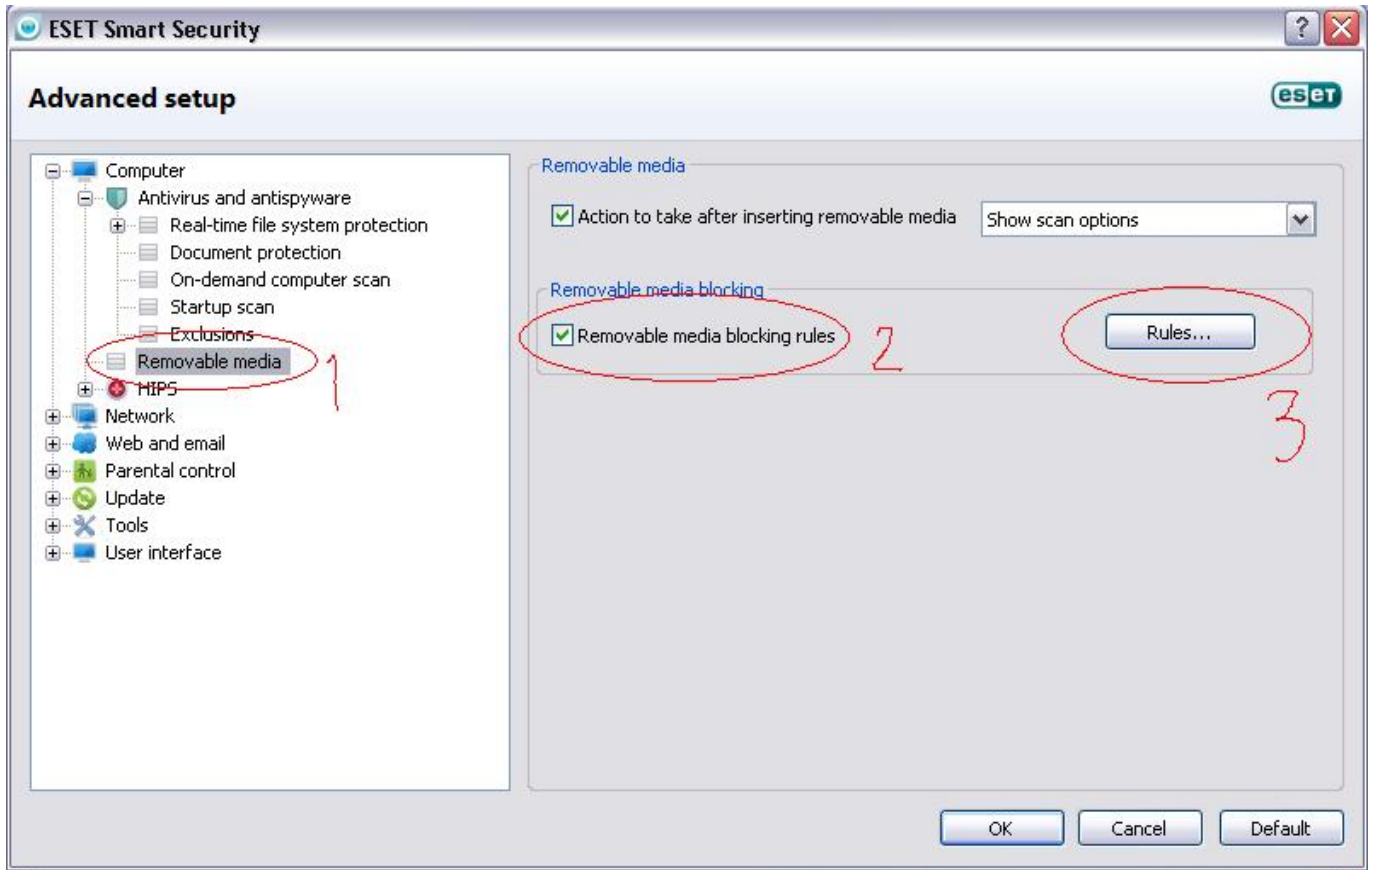 ESET Smart Security
Advanced setup
eseT
Computer
Antivirus and antispyware
Real-time file system protection
Document protection
On-demand computer scan
Startup scan
Exclusions
Removable media
1
HIPS
Network
Web and email
Parental control
Update
Tools
User interface
Removable media
Action to take after inserting removable media
Show scan options
Removable media blocking
Removable media blocking rules
2
Rules...
3
OK
Cancel
Default